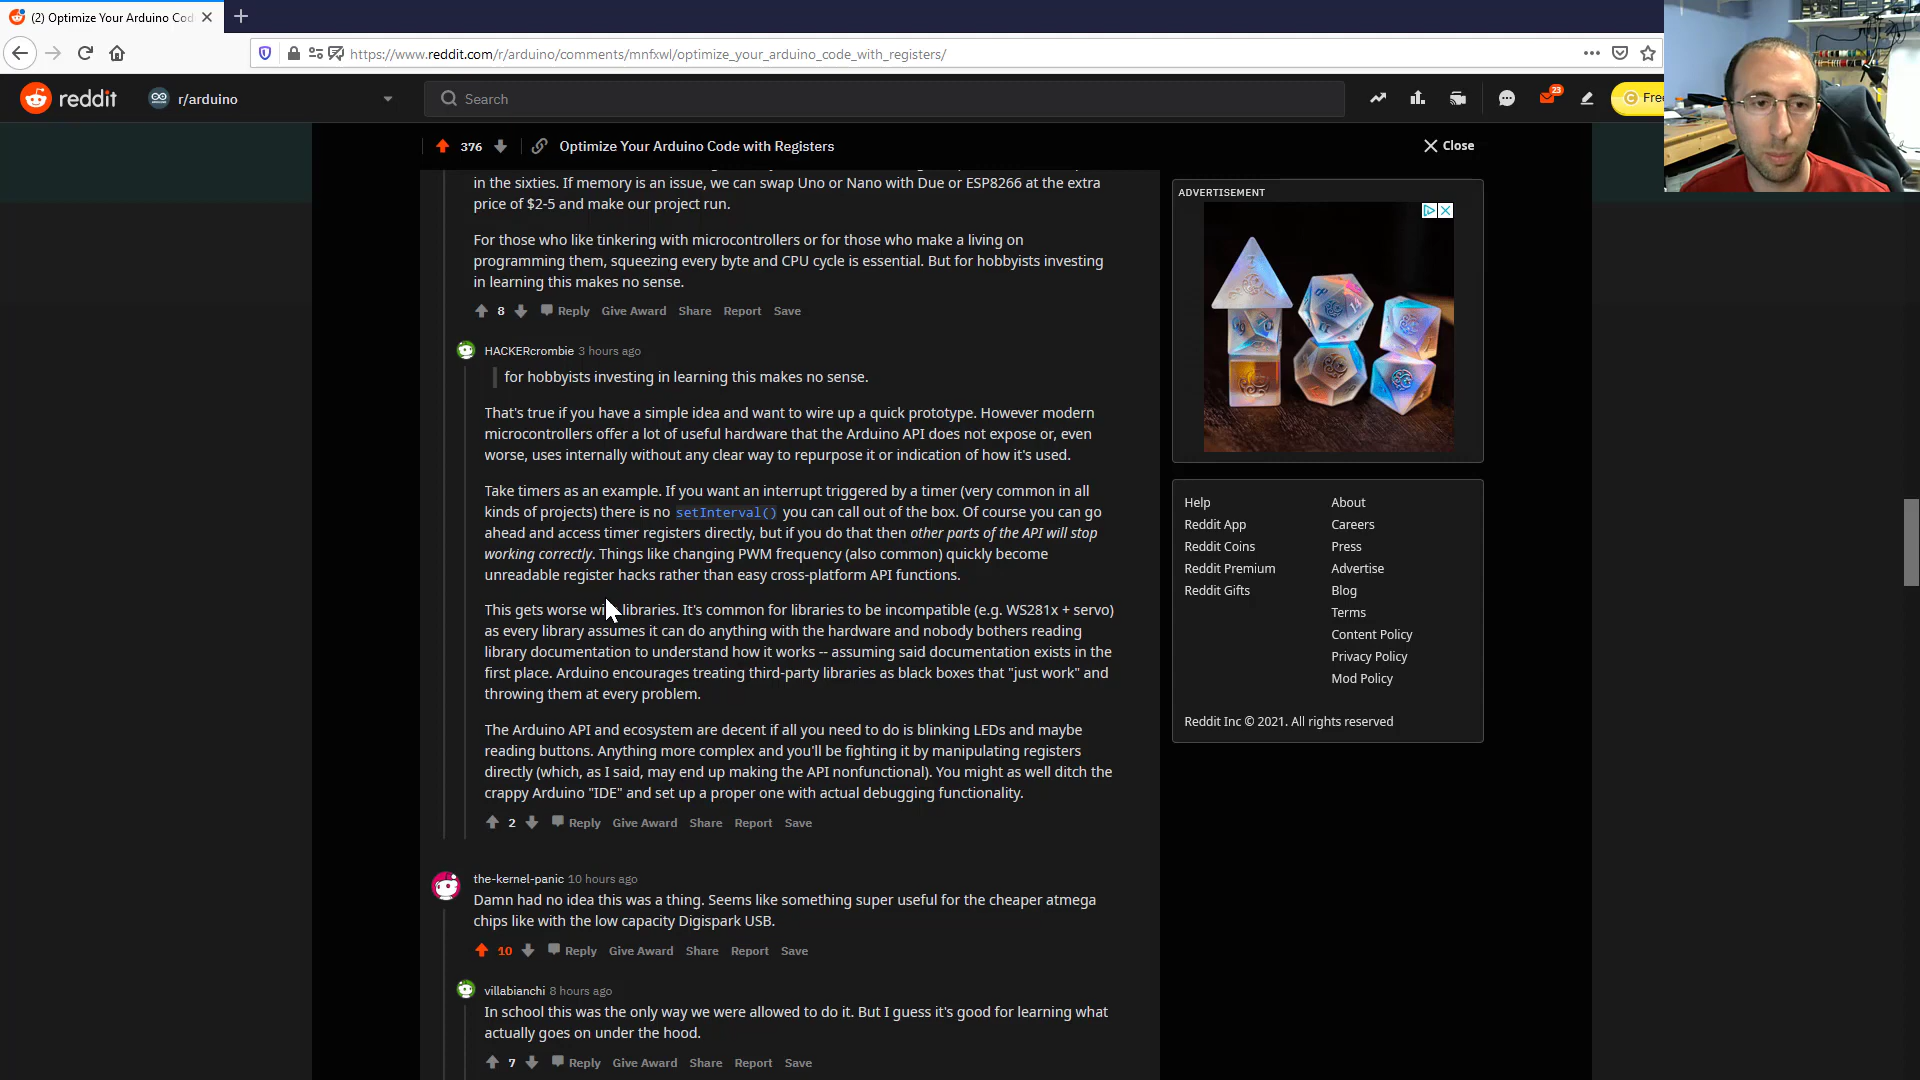 (2) Optimize Your Arduino Cod
https://www.reddit.com/r/arduino/comments/mnfxwl/optimize_your_arduino_code_with_registers/
reddit
r/arduino
Search
23
Free
376
Optimize Your Arduino Code with Registers
Close
in the sixties. If memory is an issue, we can swap Uno or Nano with Due or ESP8266 at the extra
price of $2-5 and make our project run.
For those who like tinkering with microcontrollers or for those who make a living on
programming them, squeezing every byte and CPU cycle is essential. But for hobbyists investing
in learning this makes no sense.
8 Reply Give Award Share Report Save
HACKERcrombie 3 hours ago
for hobbyists investing in learning this makes no sense.
That's true if you have a simple idea and want to wire up a quick prototype. However modern
microcontrollers offer a lot of useful hardware that the Arduino API does not expose or, even
worse, uses internally without any clear way to repurpose it or indication of how it's used.
Take timers as an example. If you want an interrupt triggered by a timer (very common in all
kinds of projects) there is no setInterval() you can call out of the box. Of course you can go
ahead and access timer registers directly, but if you do that then other parts of the API will stop
working correctly. Things like changing PWM frequency (also common) quickly become
unreadable register hacks rather than easy cross-platform API functions.
This gets worse with libraries. It's common for libraries to be incompatible (e.g. WS281x + servo)
as every library assumes it can do anything with the hardware and nobody bothers reading
library documentation to understand how it works -- assuming said documentation exists in the
first place. Arduino encourages treating third-party libraries as black boxes that "just work" and
throwing them at every problem.
The Arduino API and ecosystem are decent if all you need to do is blinking LEDs and maybe
reading buttons. Anything more complex and you'll be fighting it by manipulating registers
directly (which, as I said, may end up making the API nonfunctional). You might as well ditch the
crappy Arduino "IDE" and set up a proper one with actual debugging functionality.
2 Reply Give Award Share Report Save
the-kernel-panic 10 hours ago
Damn had no idea this was a thing. Seems like something super useful for the cheaper atmega
chips like with the low capacity Digispark USB.
10 Reply Give Award Share Report Save
villabianchi 8 hours ago
In school this was the only way we were allowed to do it. But I guess it's good for learning what
actually goes on under the hood.
7 Reply Give Award Share Report Save
ADVERTISEMENT
Help About
Reddit App Careers
Reddit Coins Press
Reddit Premium Advertise
Reddit Gifts Blog
Terms
Content Policy
Privacy Policy
Mod Policy
Reddit Inc © 2021. All rights reserved